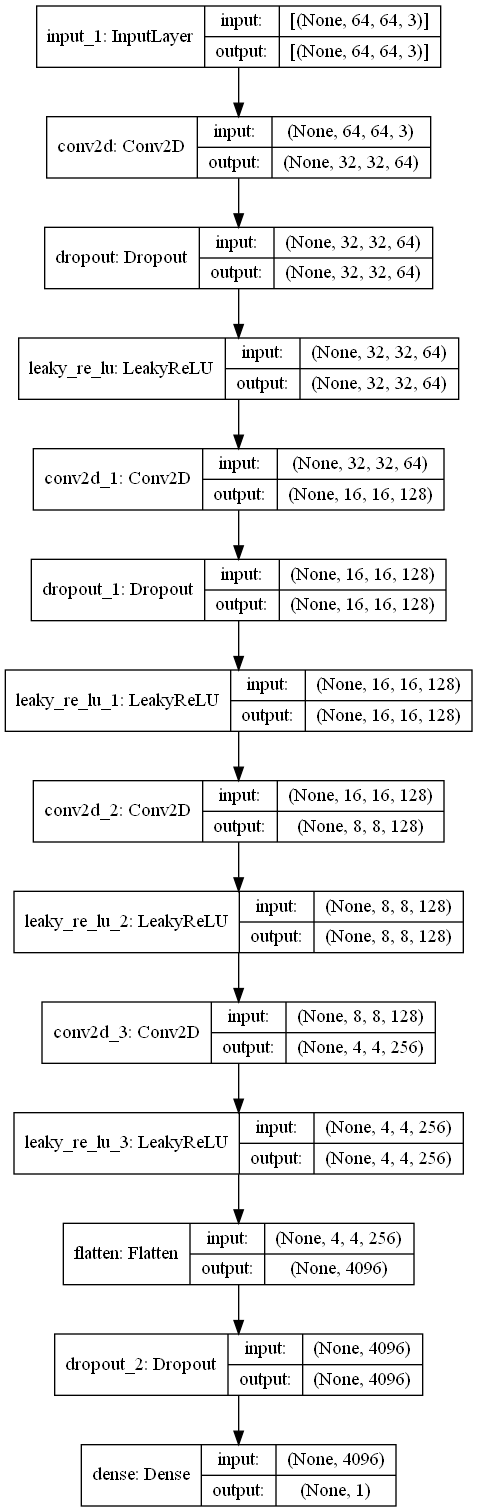 input_1: InputLayer
input:
[(None, 64, 64, 3)]
output:
[(None, 64, 64, 3)]
conv2d: Conv2D
input:
(None, 64, 64, 3)
output:
(None, 32, 32, 64)
dropout: Dropout
input:
(None, 32, 32, 64)
output:
(None, 32, 32, 64)
leaky_re_lu: LeakyReLU
input:
(None, 32, 32, 64)
output:
(None, 32, 32, 64)
conv2d_1: Conv2D
input:
(None, 32, 32, 64)
output:
(None, 16, 16, 128)
dropout_1: Dropout
input:
(None, 16, 16, 128)
output:
(None, 16, 16, 128)
leaky_re_lu_1: LeakyReLU
input:
(None, 16, 16, 128)
output:
(None, 16, 16, 128)
conv2d_2: Conv2D
input:
(None, 16, 16, 128)
output:
(None, 8, 8, 128)
leaky_re_lu_2: LeakyReLU
input:
(None, 8, 8, 128)
output:
(None, 8, 8, 128)
conv2d_3: Conv2D
input:
(None, 8, 8, 128)
output:
(None, 4, 4, 256)
leaky_re_lu_3: LeakyReLU
input:
(None, 4, 4, 256)
output:
(None, 4, 4, 256)
flatten: Flatten
input:
(None, 4, 4, 256)
output:
(None, 4096)
dropout_2: Dropout
input:
(None, 4096)
output:
(None, 4096)
dense: Dense
input:
(None, 4096)
output:
(None, 1)